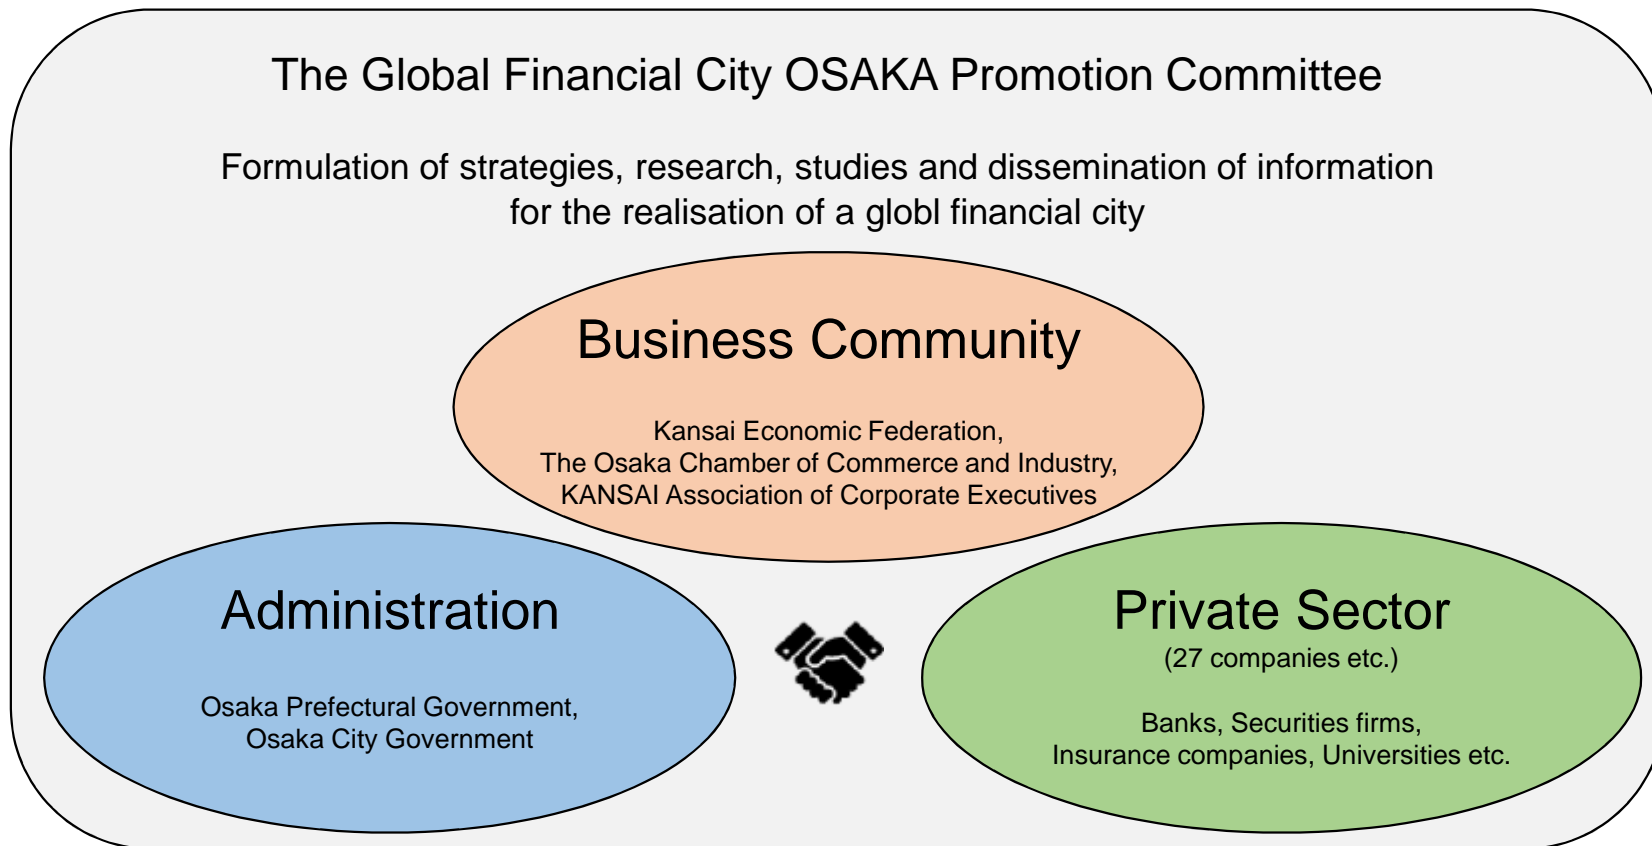 The Global Financial City OSAKA Promotion Committee
Formulation of strategies, research, studies and dissemination of information
for the realisation of a globl financial city
Business Community
Kansai Economic Federation,
The Osaka Chamber of Commerce and Industry,
KANSAI Association of Corporate Executives
Administration
Osaka Prefectural Government,
Osaka City Government
Private Sector
(27 companies etc.)
Banks, Securities firms,
Insurance companies, Universities etc.